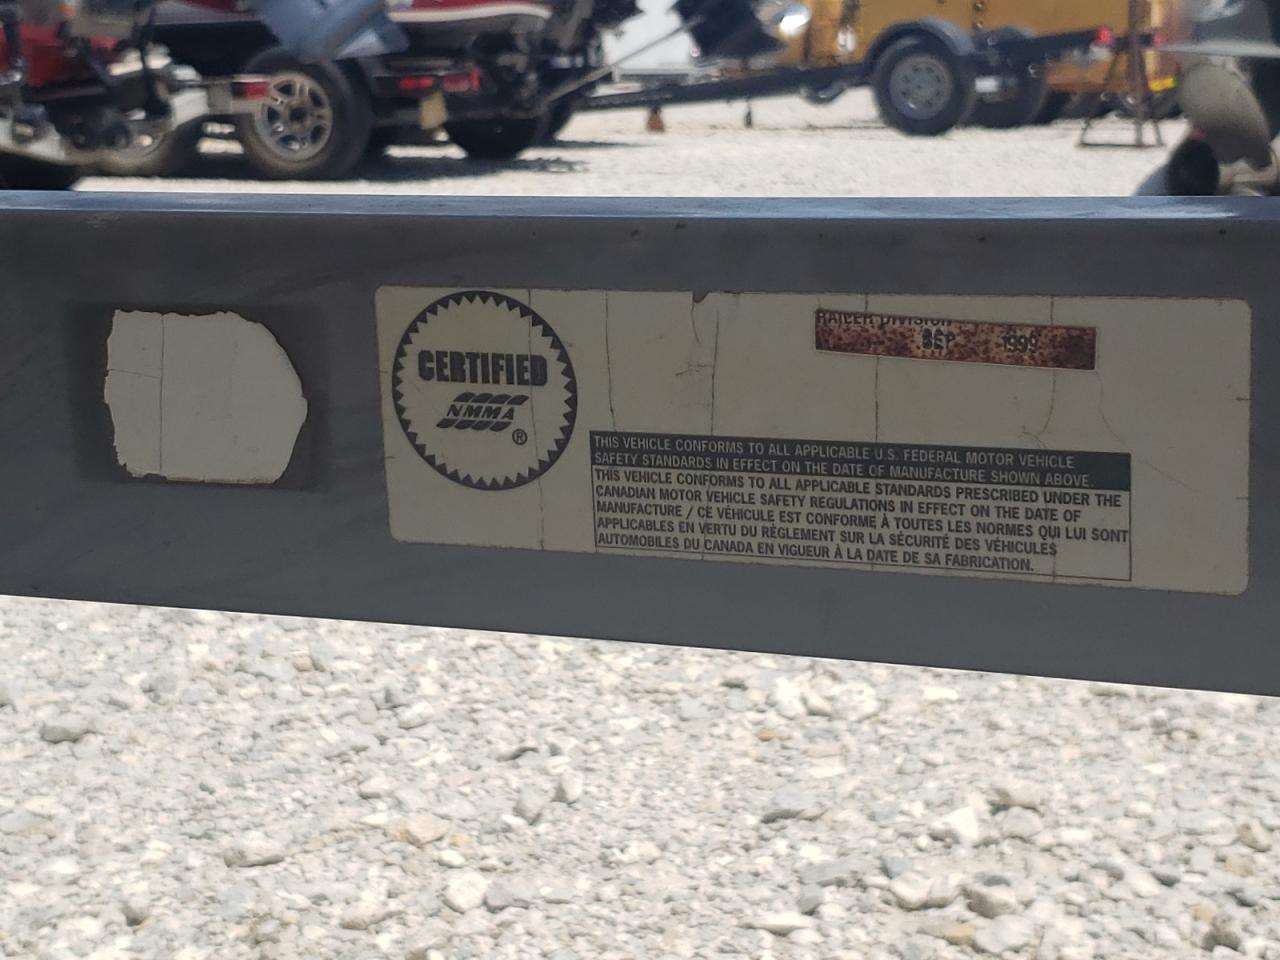 CERTIFIED
NMMA
®
RAILER DIVISION
SEP 1999
THIS VEHICLE CONFORMS TO ALL APPLICABLE U.S. FEDERAL MOTOR VEHICLE
SAFETY STANDARDS IN EFFECT ON THE DATE OF MANUFACTURE SHOWN ABOVE.
THIS VEHICLE CONFORMS TO ALL APPLICABLE STANDARDS PRESCRIBED UNDER THE
CANADIAN MOTOR VEHICLE SAFETY REGULATIONS IN EFFECT ON THE DATE OF
MANUFACTURE / CE VÉHICULE EST CONFORME À TOUTES LES NORMES QUI LUI SONT
APPLICABLES EN VERTU DU RÈGLEMENT SUR LA SÉCURITÉ DES VÉHICULES
AUTOMOBILES DU CANADA EN VIGUEUR À LA DATE DE SA FABRICATION.